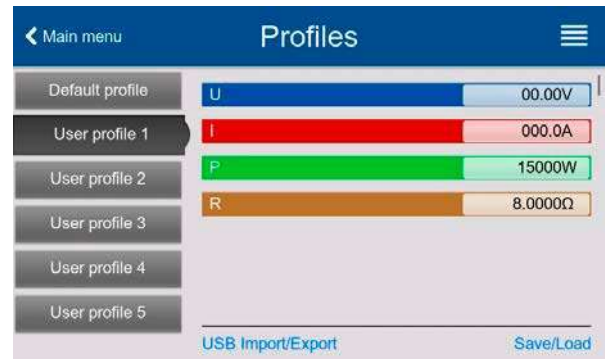 Main menu
Profiles
Default profile
User profile 1
User profile 2
User profile 3
User profile 4
User profile 5
U 00.00V
I 000.0A
P 15000W
R 8.0000Ω
USB Import/Export
Save/Load